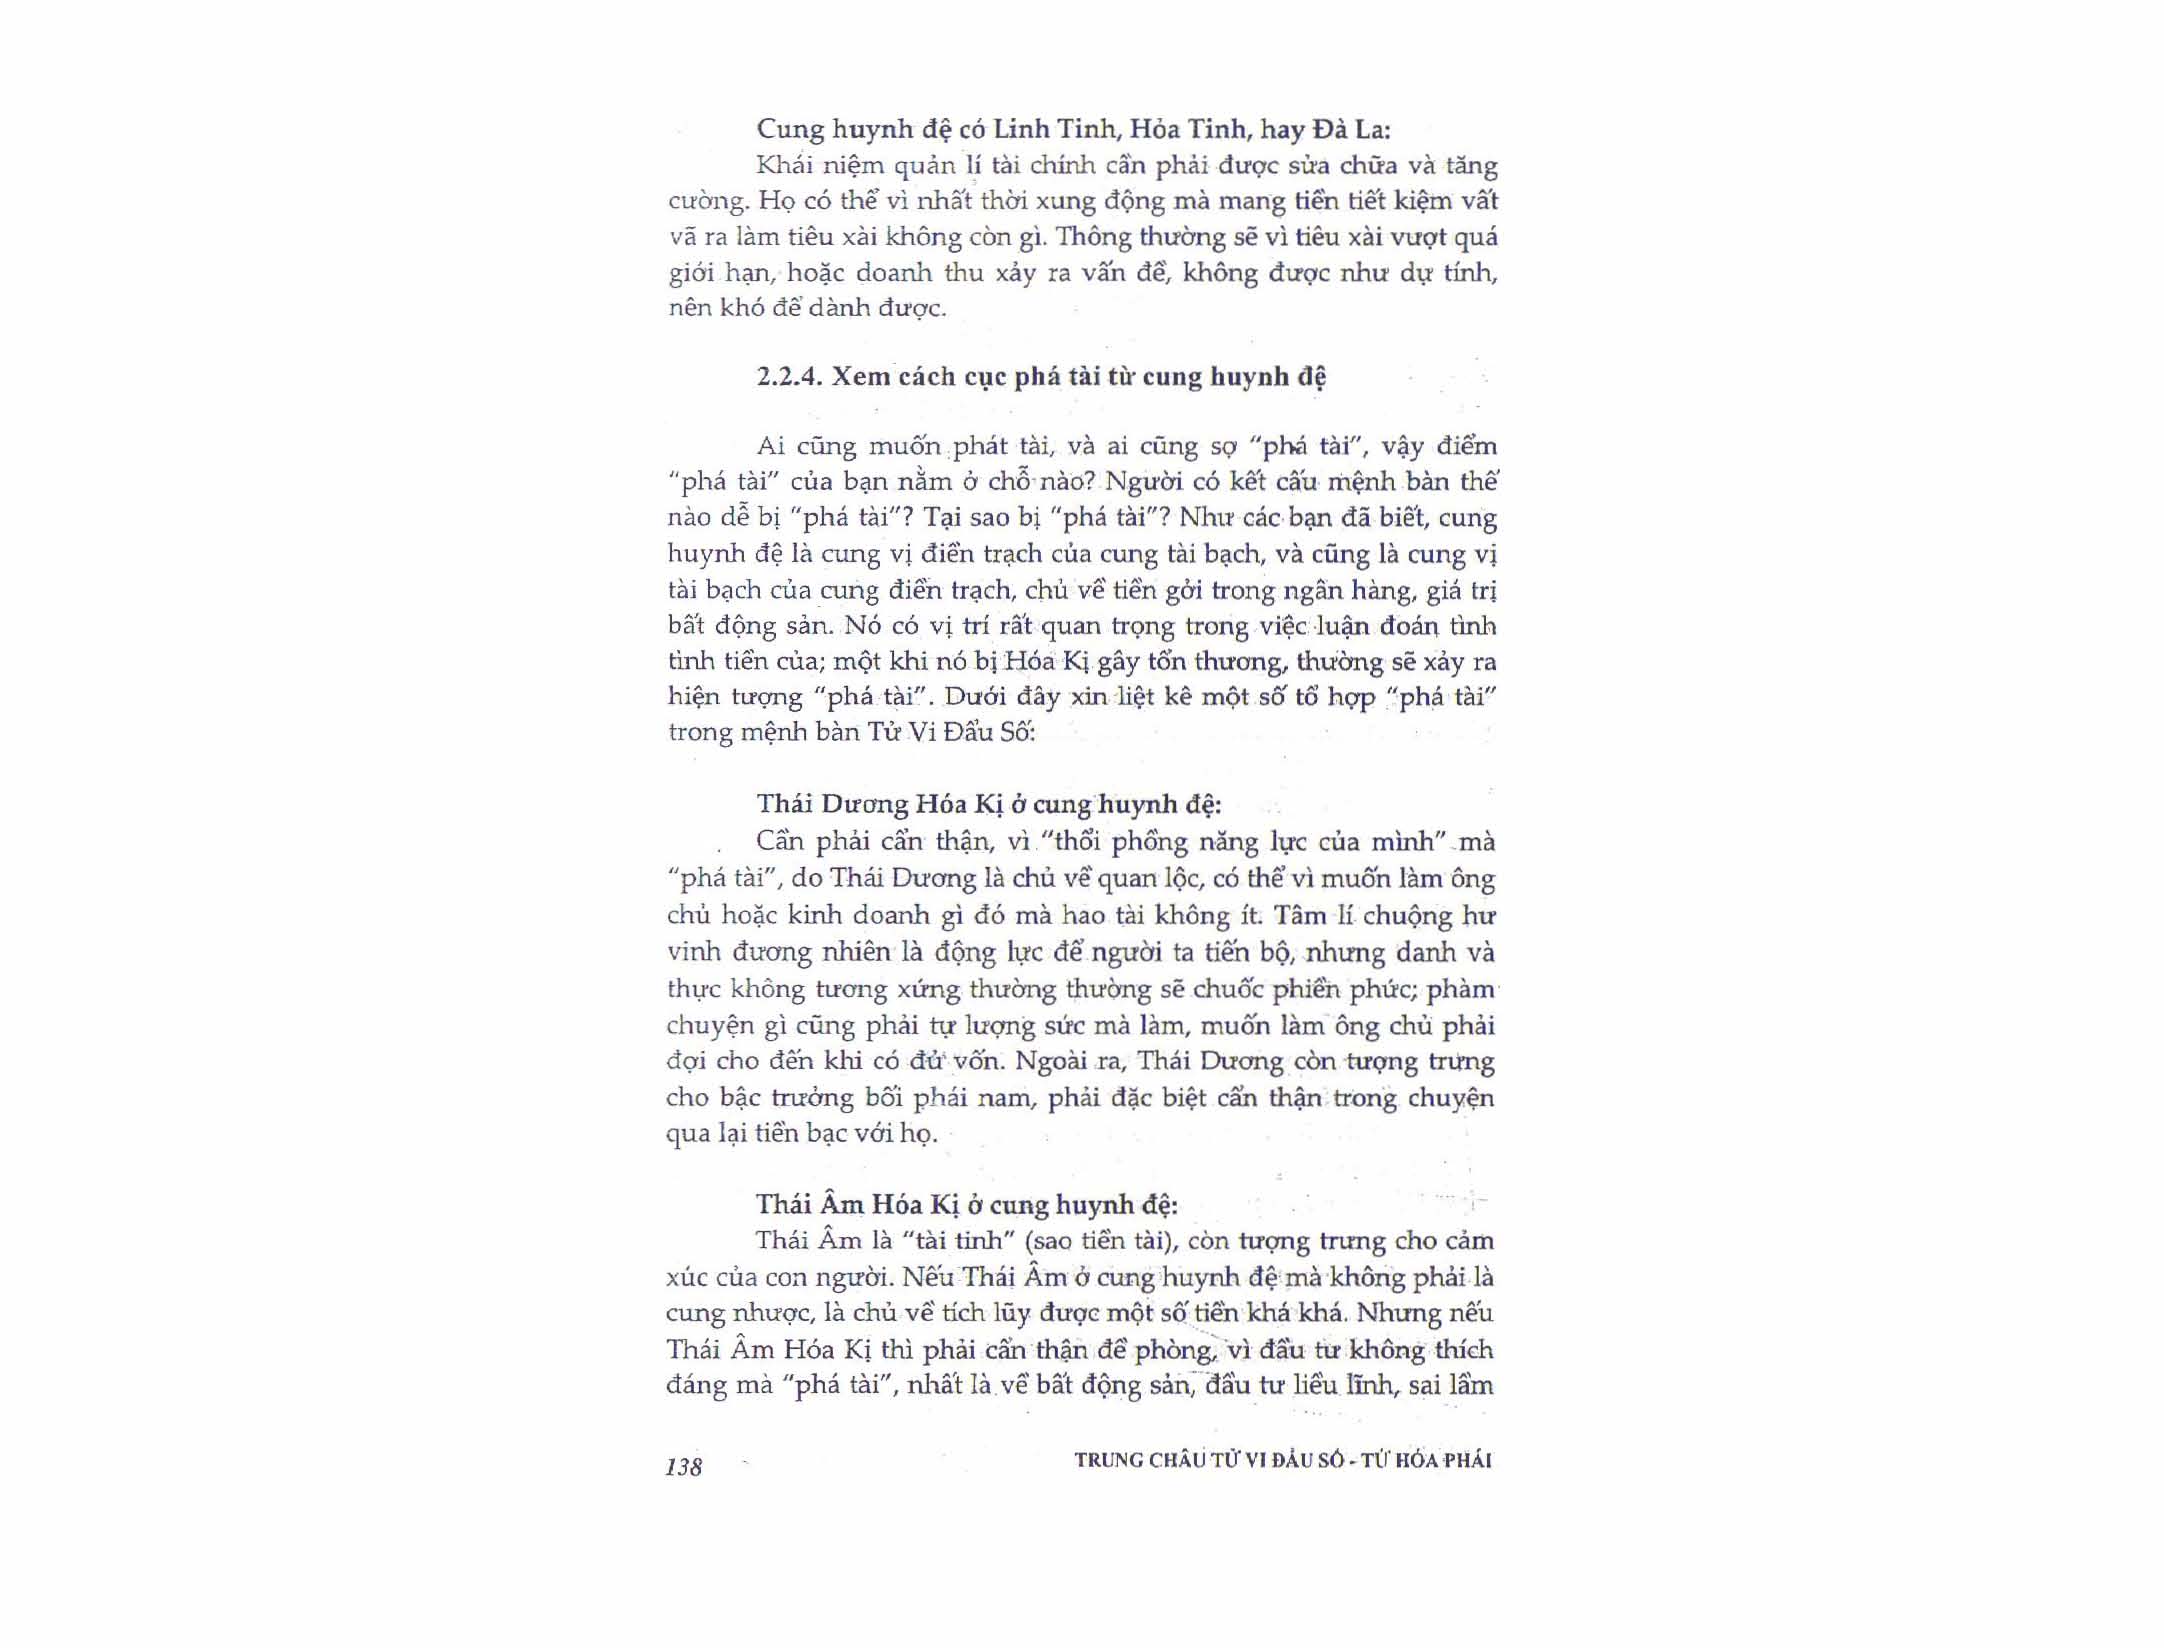 Cung huynh đệ có Linh Tinh, Hỏa Tinh, hay Đà La:
Khái niệm quản lí tài chính cần phải được sửa chữa và tăng
cường. Họ có thể vì nhất thời xung động mà mang tiền tiết kiệm vất
vã ra làm tiêu xài không còn gì. Thông thường sẽ vì tiêu xài vượt quá
giới hạn, hoặc doanh thu xảy ra vấn đề, không được như dự tính,
nên khó để dành được.
2.2.4. Xem cách cục phá tài từ cung huynh đệ
Ai cũng muốn phát tài, và ai cũng sợ "phá tài", vậy điểm
"phá tài" của bạn nằm ở chỗ nào? Người có kết cấu mệnh bàn thế
nào dễ bị "phá tài"? Tại sao bị "phá tài"? Như các bạn đã biết, cung
huynh đệ là cung vị điền trạch của cung tài bạch, và cũng là cung vị
tài bạch của cung điền trạch, chủ về tiền gởi trong ngân hàng, giá trị
bất động sản. Nó có vị trí rất quan trọng trong việc luận đoán tình
tình tiền của; một khi nó bị Hóa Kị gây tổn thương, thường sẽ xảy ra
hiện tượng "phá tài". Dưới đây xin liệt kê một số tổ hợp "phá tài"
trong mệnh bàn Tử Vi Đẩu Số:
Thái Dương Hóa Kị ở cung huynh đệ:
Cần phải cẩn thận, vì "thổi phồng năng lực của mình" mà
"phá tài", do Thái Dương là chủ về quan lộc, có thể vì muốn làm ông
chủ hoặc kinh doanh gì đó mà hao tài không ít. Tâm lí chuộng hư
vinh đương nhiên là động lực để người ta tiến bộ, nhưng danh và
thực không tương xứng thường thường sẽ chuốc phiền phức; phàm
chuyện gì cũng phải tự lượng sức mà làm, muốn làm ông chủ phải
đợi cho đến khi có đủ vốn. Ngoài ra, Thái Dương còn tượng trưng
cho bậc trưởng bối phái nam, phải đặc biệt cẩn thận trong chuyện
qua lại tiền bạc với họ.
Thái Âm Hóa Kị ở cung huynh đệ:
Thái Âm là "tài tinh" (sao tiền tài), còn tượng trưng cho cảm
xúc của con người. Nếu Thái Âm ở cung huynh đệ mà không phải là
cung nhược, là chủ về tích lũy được một số tiền khá khá. Nhưng nếu
Thái Âm Hóa Kị thì phải cẩn thận đề phòng, vì đầu tư không thích
đáng mà "phá tài", nhất là về bất động sản, đầu tư liều lĩnh, sai lầm
138
TRUNG CHÂU TỬ VI ĐẨU SỐ - TỨ HÓA PHÁI